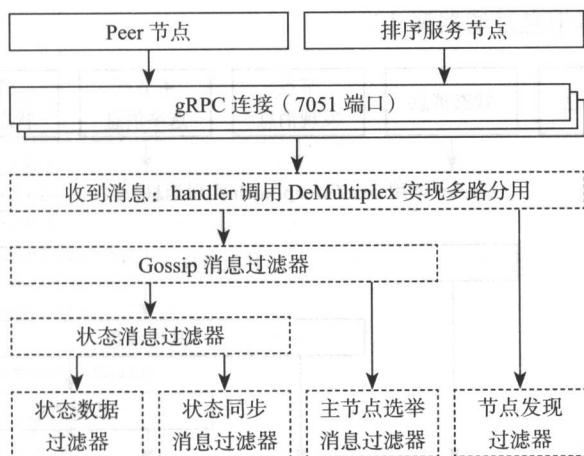 Peer 节点
排序服务节点
gRPC 连接（7051 端口）
收到消息：handler 调用 DeMultiplex 实现多路分用
Gossip 消息过滤器
状态消息过滤器
状态数据
过滤器
状态同步
消息过滤器
主节点选举
消息过滤器
节点发现
过滤器